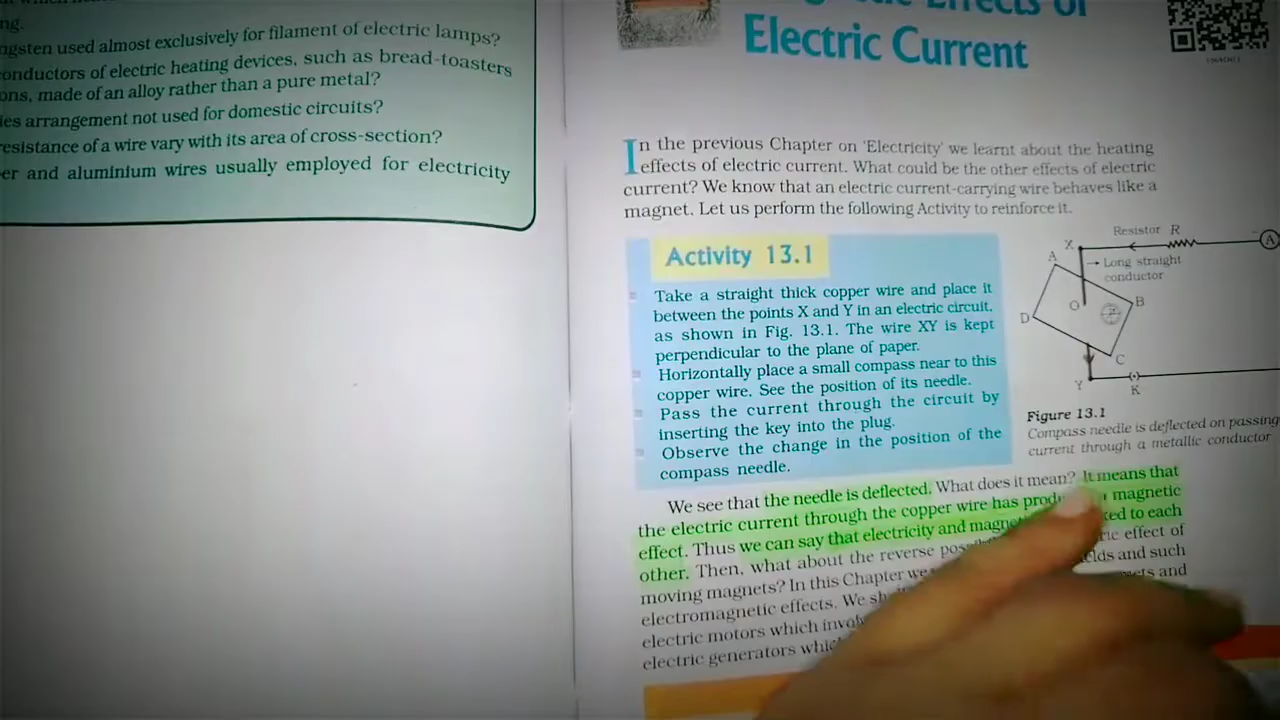 ng.
ngsten used almost exclusively for filament of electric lamps?
onductors of electric heating devices, such as bread-toasters
ons, made of an alloy rather than a pure metal?
ies arrangement not used for domestic circuits?
esistance of a wire vary with its area of cross-section?
er and aluminium wires usually employed for electricity
Effects of
Electric Current
In the previous Chapter on 'Electricity' we learnt about the heating
effects of electric current. What could be the other effects of electric
current? We know that an electric current-carrying wire behaves like a
magnet. Let us perform the following Activity to reinforce it.
Activity 13.1
Take a straight thick copper wire and place it
between the points X and Y in an electric circuit,
as shown in Fig. 13.1. The wire XY is kept
perpendicular to the plane of paper.
Horizontally place a small compass near to this
copper wire. See the position of its needle.
Pass the current through the circuit by
inserting the key into the plug.
Observe the change in the position of the
compass needle.
Resistor R
X
A
A
Long straight
conductor
O
B
D
C
Y
K
Figure 13.1
Compass needle is deflected on passing
current through a metallic conductor
We see that the needle is deflected. What does it mean? It means that
the electric current through the copper wire has produ magnetic
effect. Thus we can say that electricity and magne ed to each
other. Then, what about the reverse pos ric effect of
moving magnets? In this Chapter we lds and such
electromagnetic effects. We sh ets and
electric motors which invol
electric generators whic